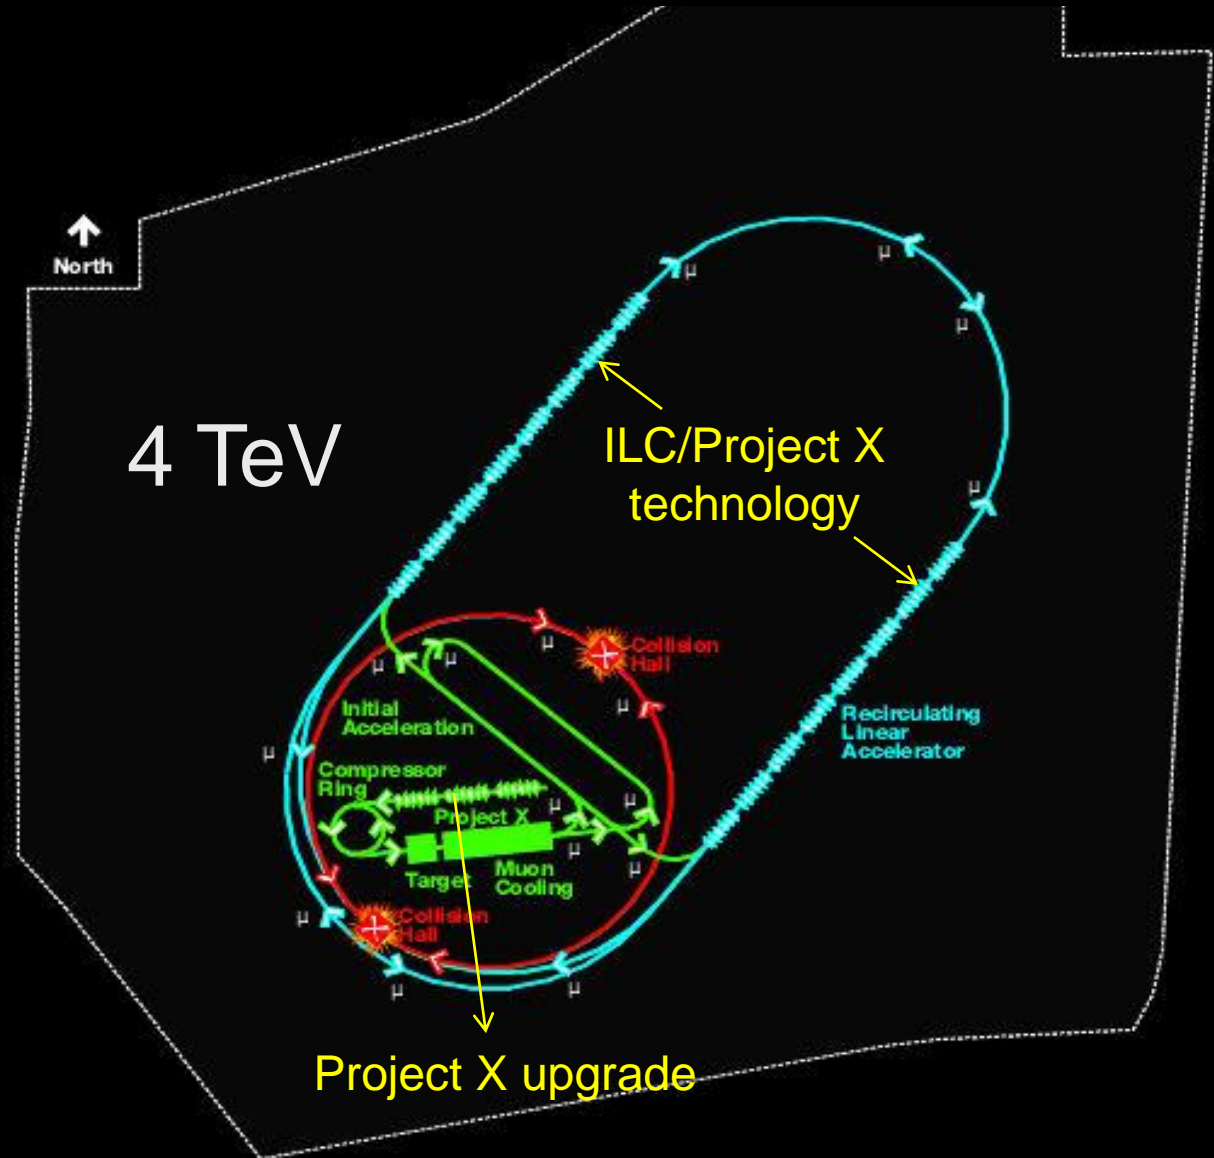 North
μ
μ
μ
4 TeV
ILC/Project X
technology
μ
μ
μ
μ
Collision
Hall
μ
Initial
Acceleration
Recirculating
Linear
Accelerator
μ
Compressor
Ring
μ
μ
Project X
μ
μ
Target
Muon
Cooling
μ
Collision
Hall
μ
μ
Project X upgrade